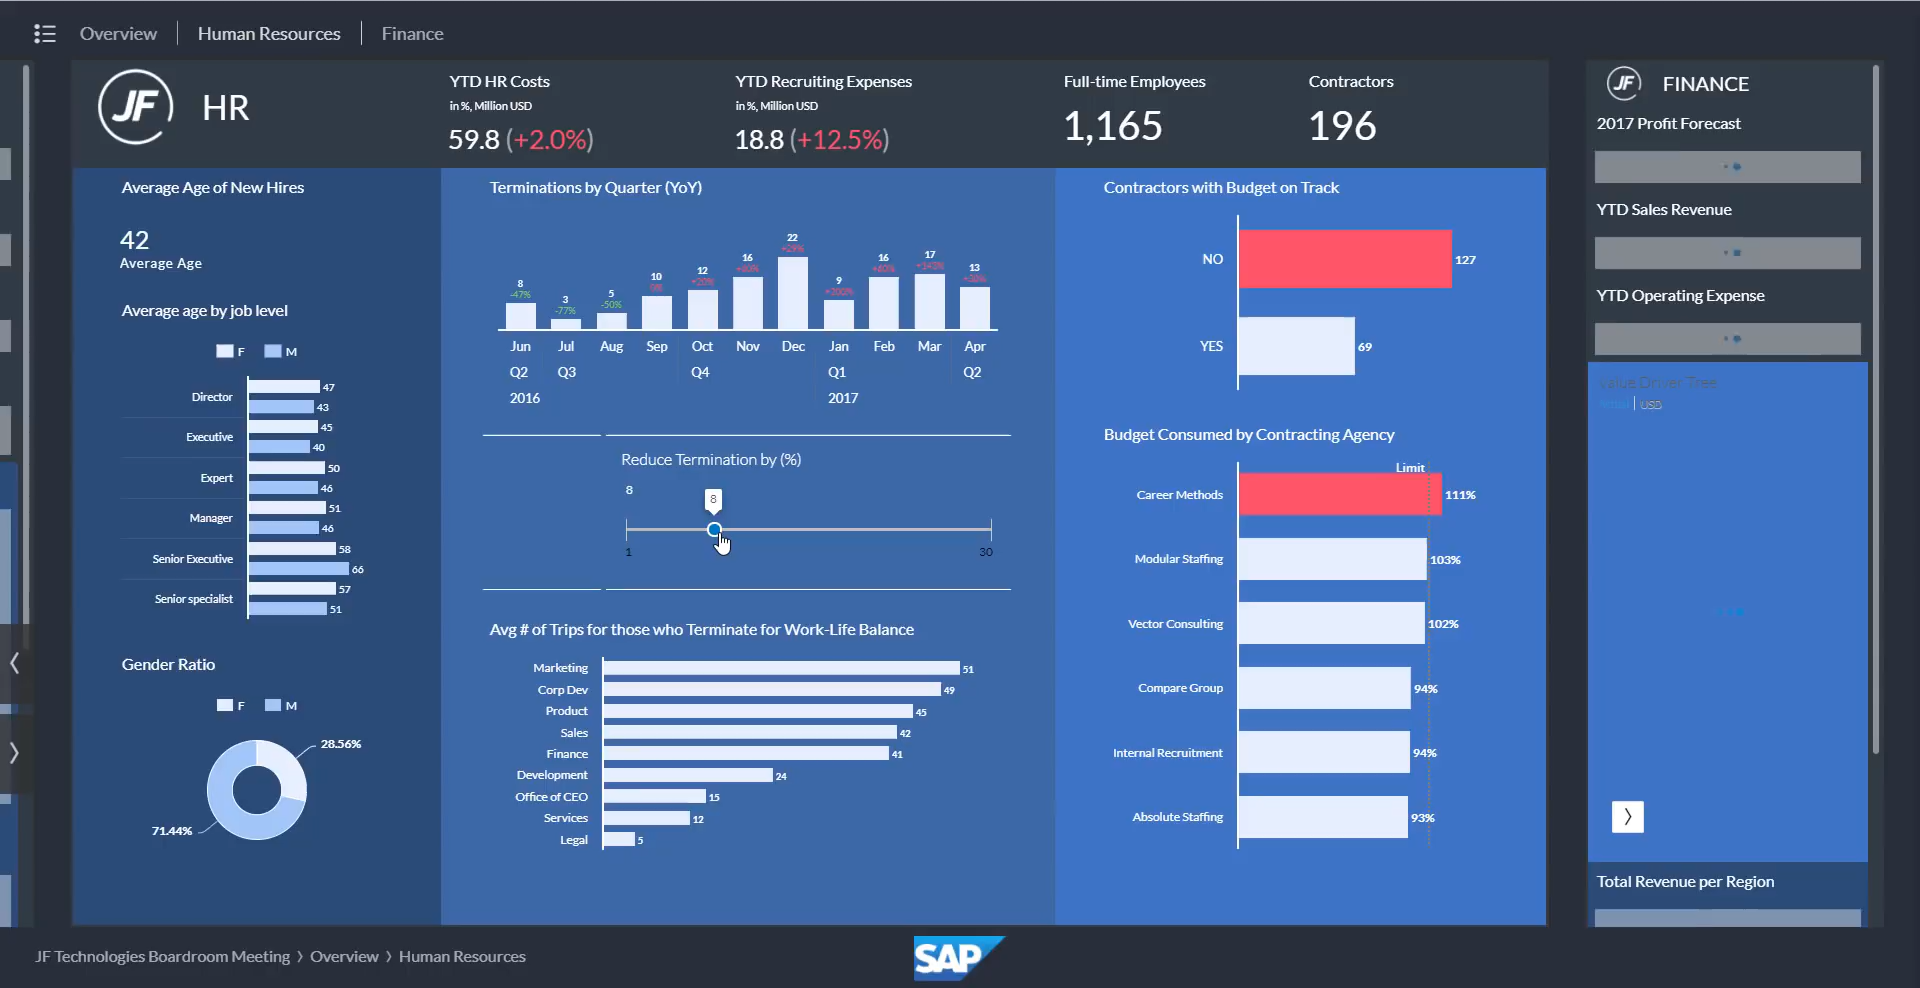 Overview | Human Resources | Finance
JF HR
YTD HR Costs
in %, Million USD
59.8 (+2.0%)
YTD Recruiting Expenses
in %, Million USD
18.8 (+12.5%)
Full-time Employees
1,165
Contractors
196
Average Age of New Hires
42
Average Age
Average age by job level
F M
Director 47
43
Executive 45
40
Expert 50
46
Manager 51
46
Senior Executive 58
66
Senior specialist 57
51
Gender Ratio
F M
28.56%
71.44%
Terminations by Quarter (YoY)
8 3 5 10 12 16 22 9 16 17 13
-47% -77% -50%
Jun Jul Aug Sep Oct Nov Dec Jan Feb Mar Apr
Q2 Q3 Q4 Q1 Q2
2016 2017
Reduce Termination by (%)
8
8
1 30
Avg # of Trips for those who Terminate for Work-Life Balance
Marketing 51
Corp Dev 49
Product 45
Sales 42
Finance 41
Development 24
Office of CEO 15
Services 12
Legal 5
Contractors with Budget on Track
NO 127
YES 69
Budget Consumed by Contracting Agency
Limit
Career Methods 111%
Modular Staffing 103%
Vector Consulting 102%
Compare Group 94%
Internal Recruitment 94%
Absolute Staffing 93%
JF FINANCE
2017 Profit Forecast
YTD Sales Revenue
YTD Operating Expense
Value Driver Tree
USD
Total Revenue per Region
JF Technologies Boardroom Meeting > Overview > Human Resources
SAP